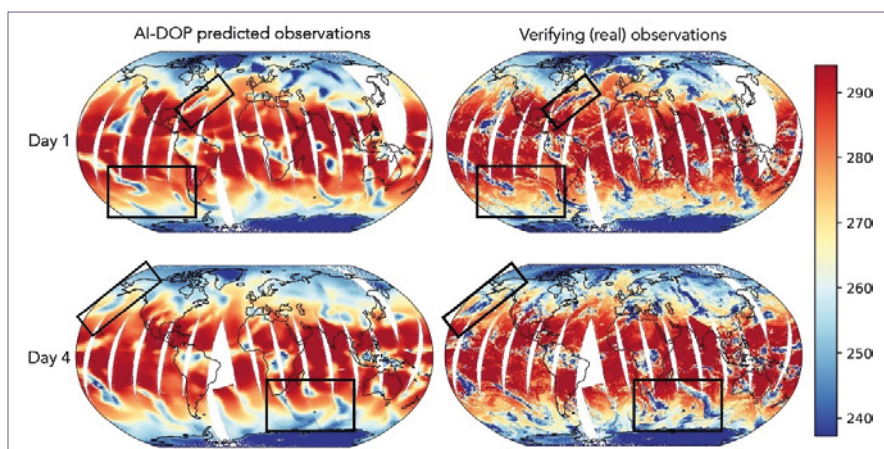 AI-DOP predicted observations
Verifying (real) observations
Day 1
Day 4
290
280
270
260
250
240